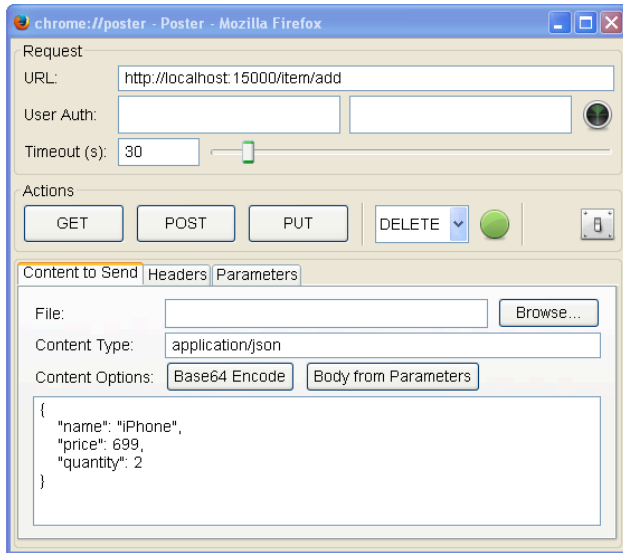 chrome://poster - Poster - Mozilla Firefox
Request
URL: http://localhost:15000/item/add
User Auth:
Timeout (s): 30
Actions
GET POST PUT DELETE
Content to Send Headers Parameters
File: Browse...
Content Type: application/json
Content Options: Base64 Encode Body from Parameters
{
"name": "iPhone",
"price": 699,
"quantity": 2
}